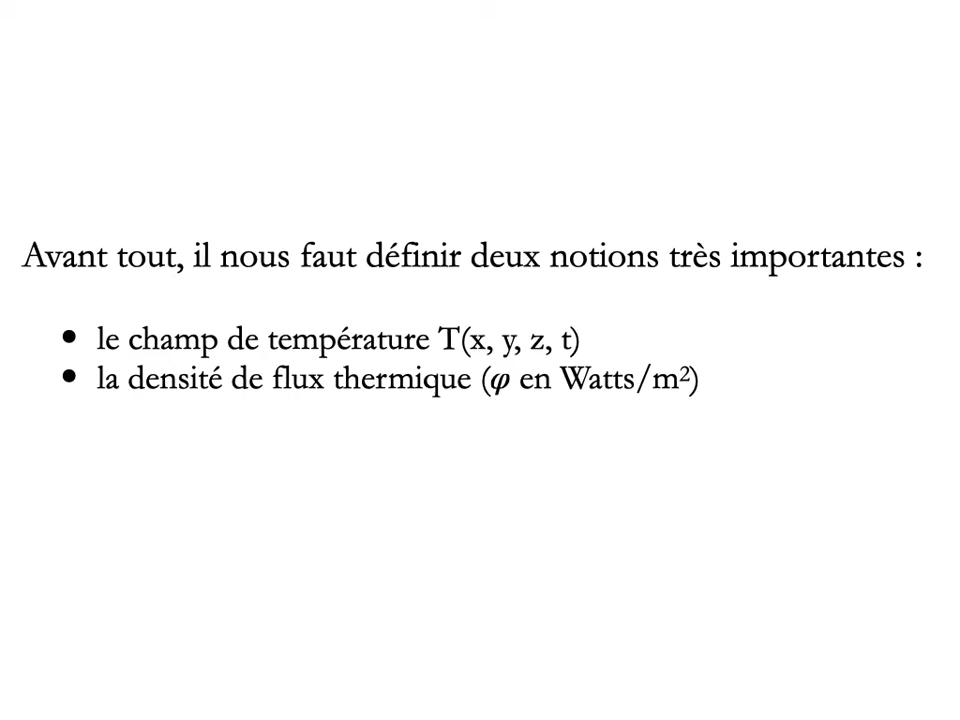 Avant tout, il nous faut définir deux notions très importantes :
• le champ de température T(x, y, z, t)
• la densité de flux thermique (φ en Watts/m²)